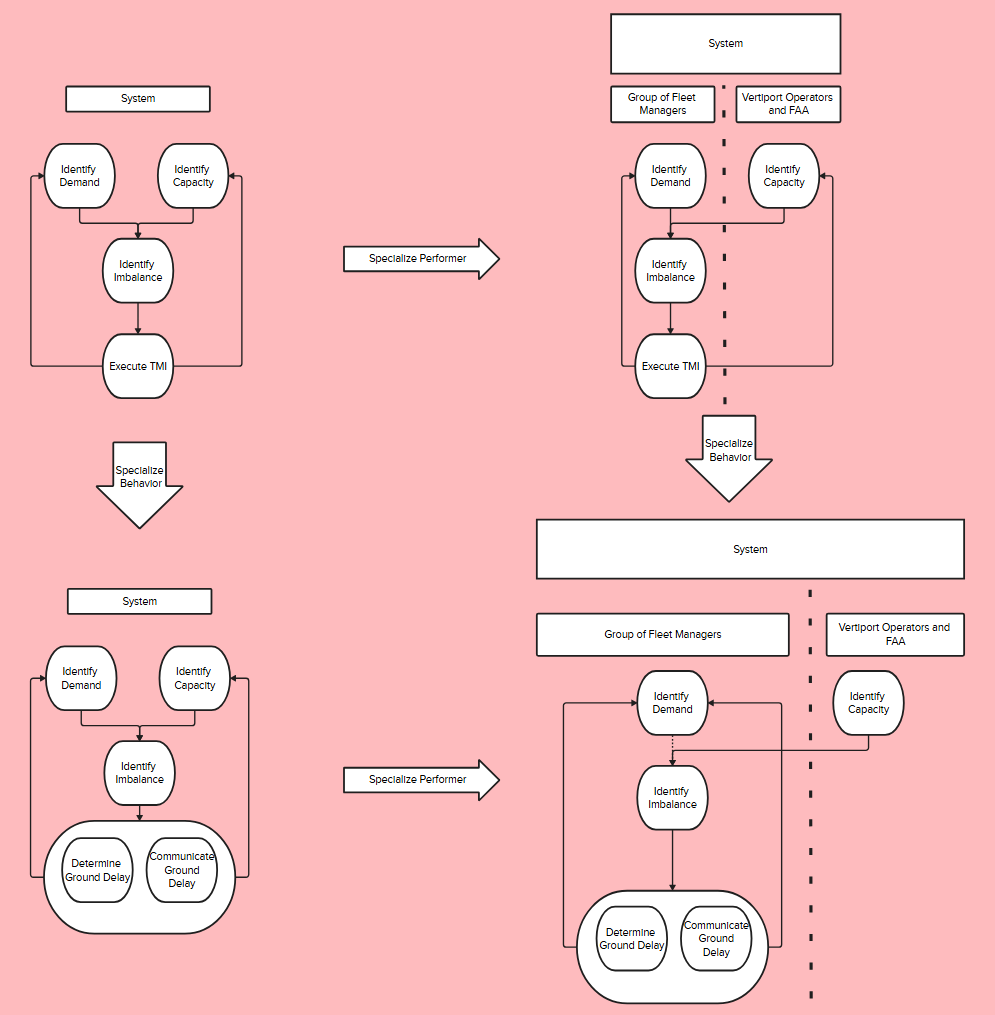 System
Identify
Demand
Identify
Capacity
Identify
Imbalance
Execute TMI
Specialize Performer
System
Group of Fleet
Managers
Vertiport Operators
and FAA
Identify
Demand
Identify
Capacity
Identify
Imbalance
Execute TMI
Specialize
Behavior
Specialize
Behavior
System
Identify
Demand
Identify
Capacity
Identify
Imbalance
Determine
Ground Delay
Communicate
Ground
Delay
Specialize Performer
System
Group of Fleet Managers
Vertiport Operators and
FAA
Identify
Demand
Identify
Capacity
Identify
Imbalance
Determine
Ground Delay
Communicate
Ground
Delay